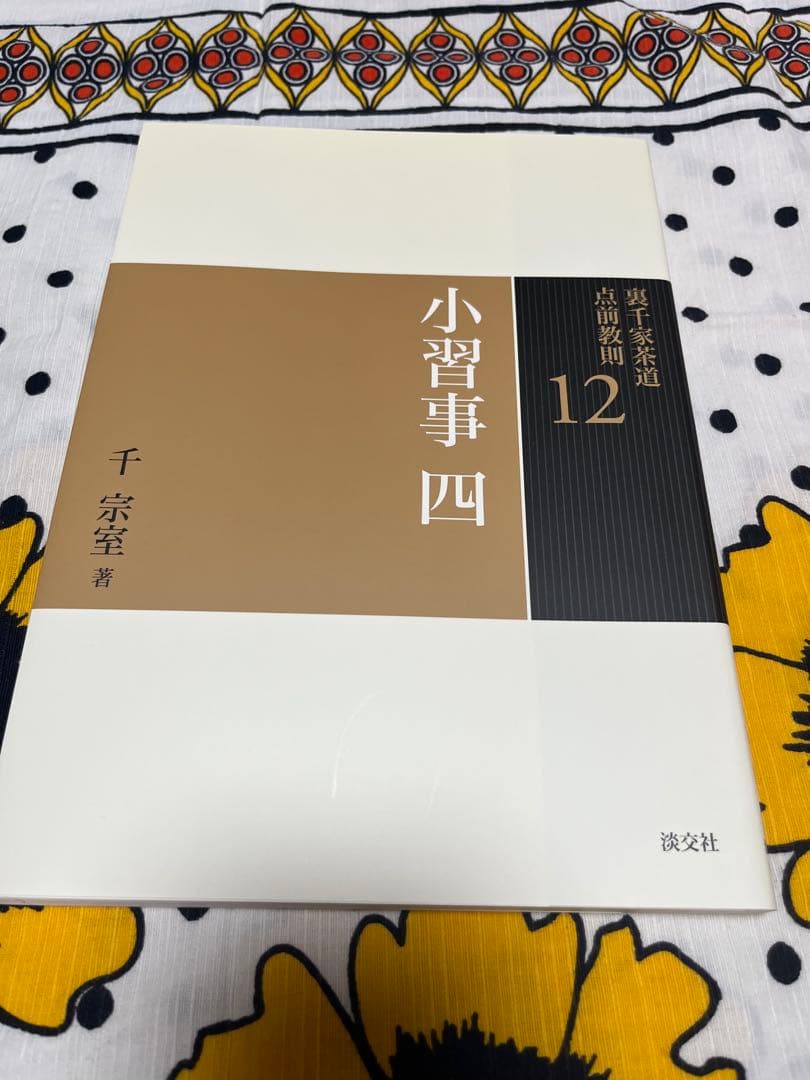 裏千家茶道
点前教則
12
小習事 四
千 宗室 著
淡交社